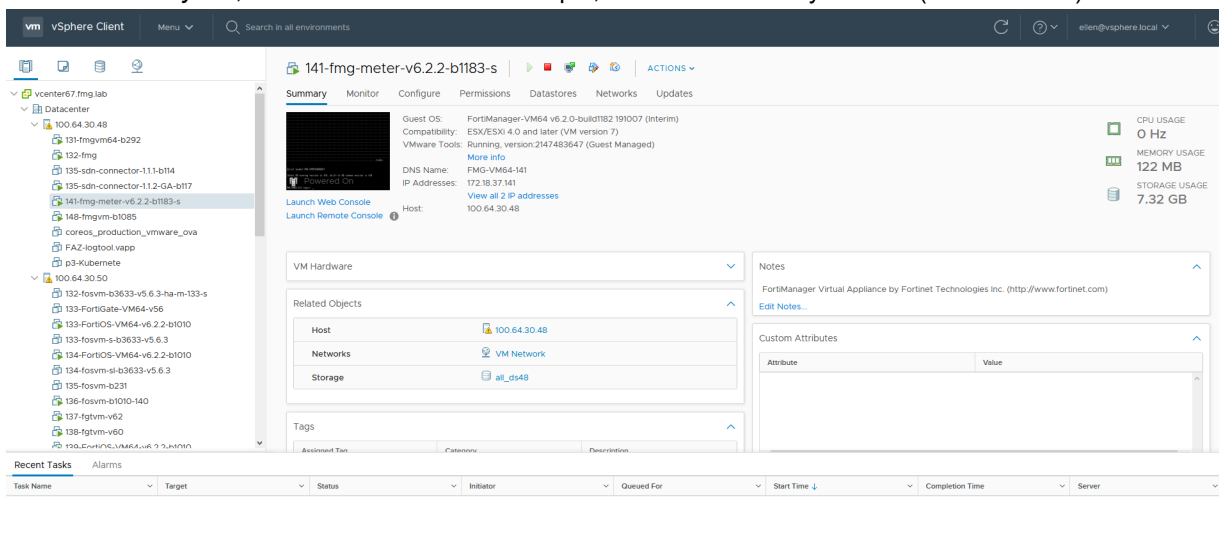 vm vSphere Client Menu Search in all environments ellen@vsphere.local
vcenter67.fmg.lab
Datacenter
100.64.30.48
131-fmgvm64-b292
132-fmg
135-sdn-connector-1.1.1-b114
135-sdn-connector-1.1.2-GA-b117
141-fmg-meter-v6.2.2-b1183-s
148-fmgvm-b1085
coreos_production_vmware_ova
FAZ-logtool.vapp
p3-Kubernete
100.64.30.50
132-fosvm-b3633-v5.6.3-ha-m-133-s
133-FortiGate-VM64-v56
133-FortiOS-VM64-v6.2.2-b1010
133-fosvm-s-b3633-v5.6.3
134-FortiOS-VM64-v6.2.2-b1010
134-fosvm-sl-b3633-v5.6.3
135-fosvm-b231
136-fosvm-b1010-140
137-fgtvm-v62
138-fgtvm-v60
139-FortiOS-VM64-v6.2.2-b1010
141-fmg-meter-v6.2.2-b1183-s ACTIONS
Summary Monitor Configure Permissions Datastores Networks Updates
Powered On
Launch Web Console
Launch Remote Console
Guest OS: FortiManager-VM64 v6.2.0-build1182 191007 (Interim)
Compatibility: ESX/ESXi 4.0 and later (VM version 7)
VMware Tools: Running, version:2147483647 (Guest Managed)
More info
DNS Name: FMG-VM64-141
IP Addresses: 172.18.37.141
View all 2 IP addresses
Host: 100.64.30.48
CPU USAGE
0 Hz
MEMORY USAGE
122 MB
STORAGE USAGE
7.32 GB
VM Hardware
Related Objects
Host 100.64.30.48
Networks VM Network
Storage all_ds48
Tags
Assigned Tag Category Description
Notes
FortiManager Virtual Appliance by Fortinet Technologies Inc. (http://www.fortinet.com)
Edit Notes...
Custom Attributes
Attribute Value
Recent Tasks Alarms
Task Name Target Status Initiator Queued For Start Time Completion Time Server